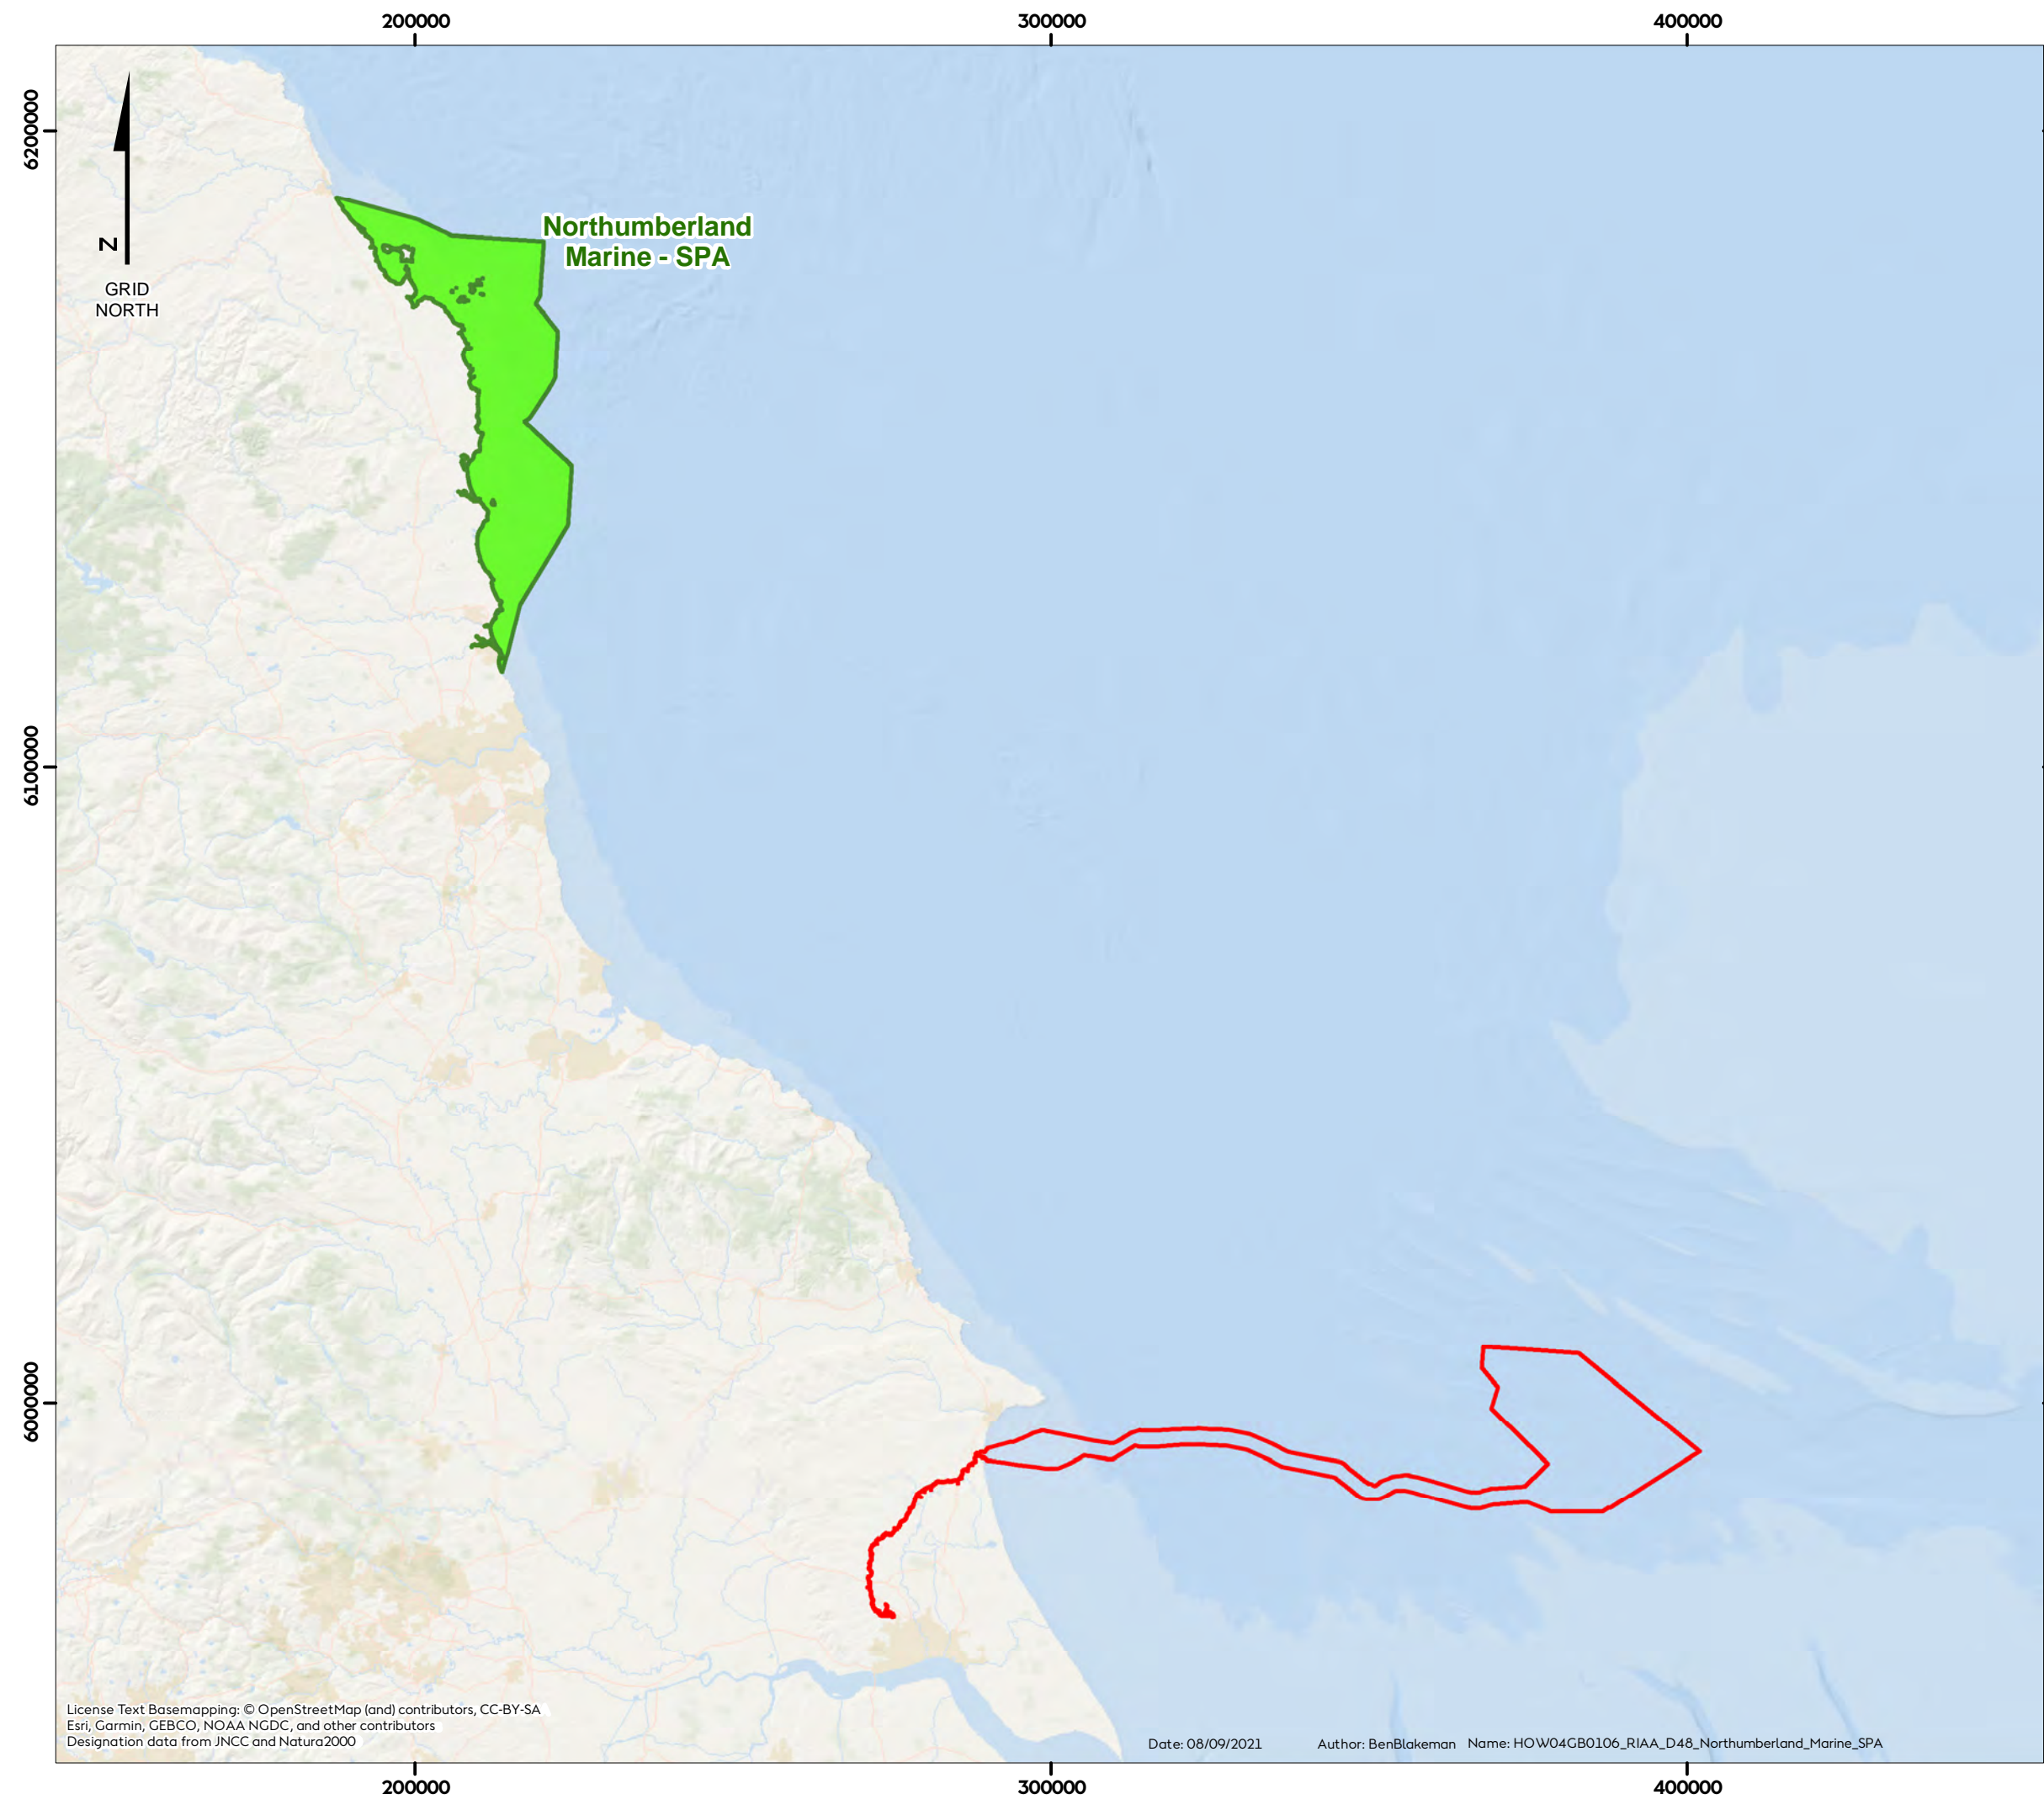 200000 300000 400000
6200000
N
GRID
NORTH
Northumberland
Marine - SPA
6100000
6000000
License Text Basemapping: © OpenStreetMap (and) contributors, CC-BY-SA
Esri, Garmin, GEBCO, NOAA NGDC, and other contributors
Designation data from JNCC and Natura2000
Date: 08/09/2021 Author: BenBlakeman Name: HOW04GB0106_RIAA_D48_Northumberland_Marine_SPA
200000 300000 400000